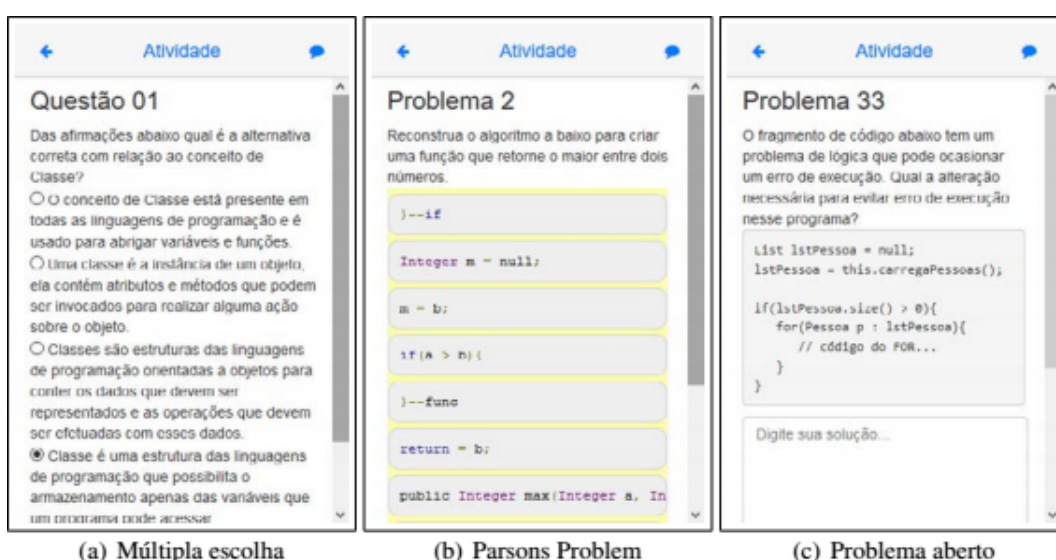 Atividade
Questão 01
Das afirmações abaixo qual é a alternativa
correta com relação ao conceito de
Classe?
O conceito de Classe está presente em
todas as linguagens de programação e é
usado para abrigar variáveis e funções.
Uma classe é a instância de um objeto,
ela contém atributos e métodos que podem
ser invocados para realizar alguma ação
sobre o objeto.
Classes são estruturas das linguagens
de programação orientadas a objetos para
conter os dados que devem ser
representados e as operações que devem
ser efetuadas com esses dados.
Classe é uma estrutura das linguagens
de programação que possibilita o
armazenamento apenas das variáveis que
um programa pode acessar
(a) Múltipla escolha
Atividade
Problema 2
Reconstrua o algoritmo a baixo para criar
uma função que retorne o maior entre dois
números.
}--if
Integer m = null;
m = b;
if(a > b){
}--func
return = b;
public Integer max(Integer a, In
(b) Parsons Problem
Atividade
Problema 33
O fragmento de código abaixo tem um
problema de lógica que pode ocasionar
um erro de execução. Qual a alteração
necessária para evitar erro de execução
nesse programa?
List lstPessoa = null;
lstPessoa = this.carregaPessoas();
if(lstPessoa.size() > 0){
for(Pessoa p : lstPessoa){
// código do FOR...
}
}
Digite sua solução...
(c) Problema aberto